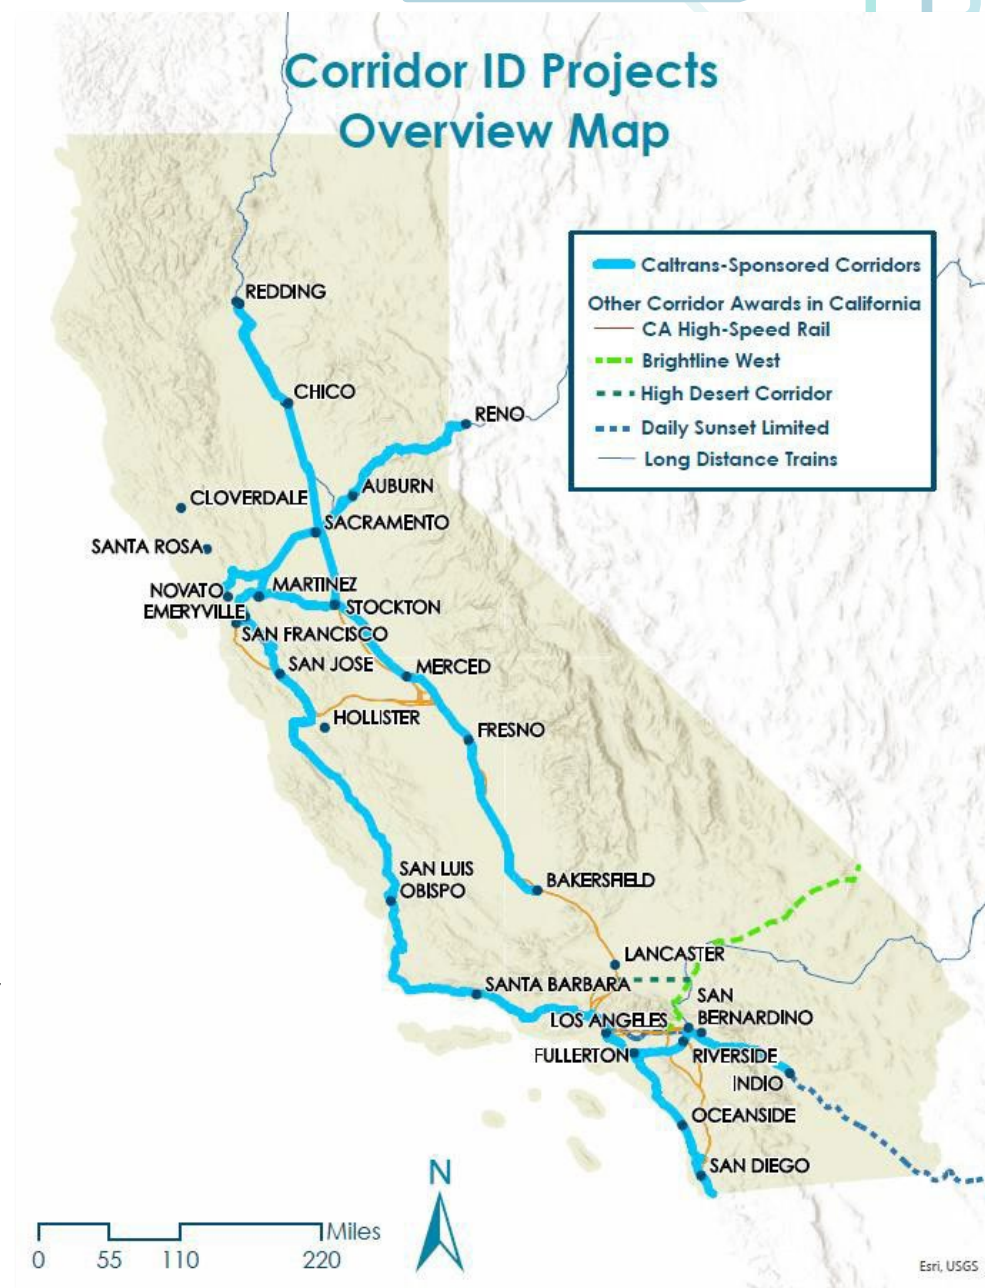 Corridor ID Projects
Overview Map
Caltrans-Sponsored Corridors
Other Corridor Awards in California
CA High-Speed Rail
Brightline West
High Desert Corridor
Daily Sunset Limited
Long Distance Trains
REDDING
CHICO
RENO
AUBURN
CLOVERDALE
SACRAMENTO
SANTA ROSA
MARTINEZ
NOVATO
STOCKTON
EMERYVILLE
SAN FRANCISCO
SAN JOSE
MERCED
HOLLISTER
FRESNO
SAN LUIS
OBISPO
BAKERSFIELD
LANCASTER
SANTA BARBARA
SAN
BERNARDINO
LOS ANGELES
FULLERTON
RIVERSIDE
INDIO
OCEANSIDE
SAN DIEGO
N
Miles
0 55 110 220
Esri, USGS